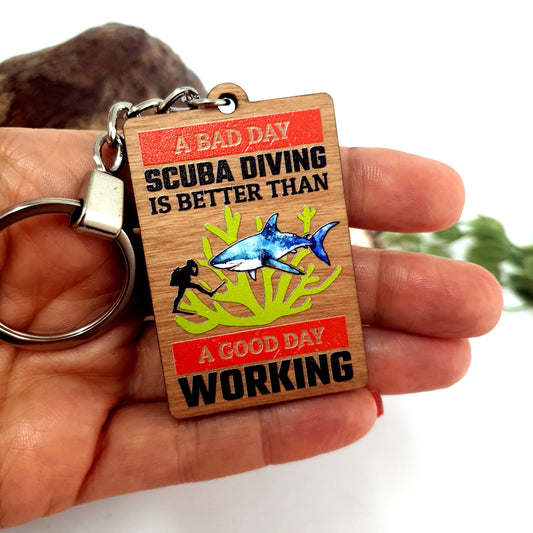 A BAD DAY
SCUBA DIVING
IS BETTER THAN
A GOOD DAY
WORKING